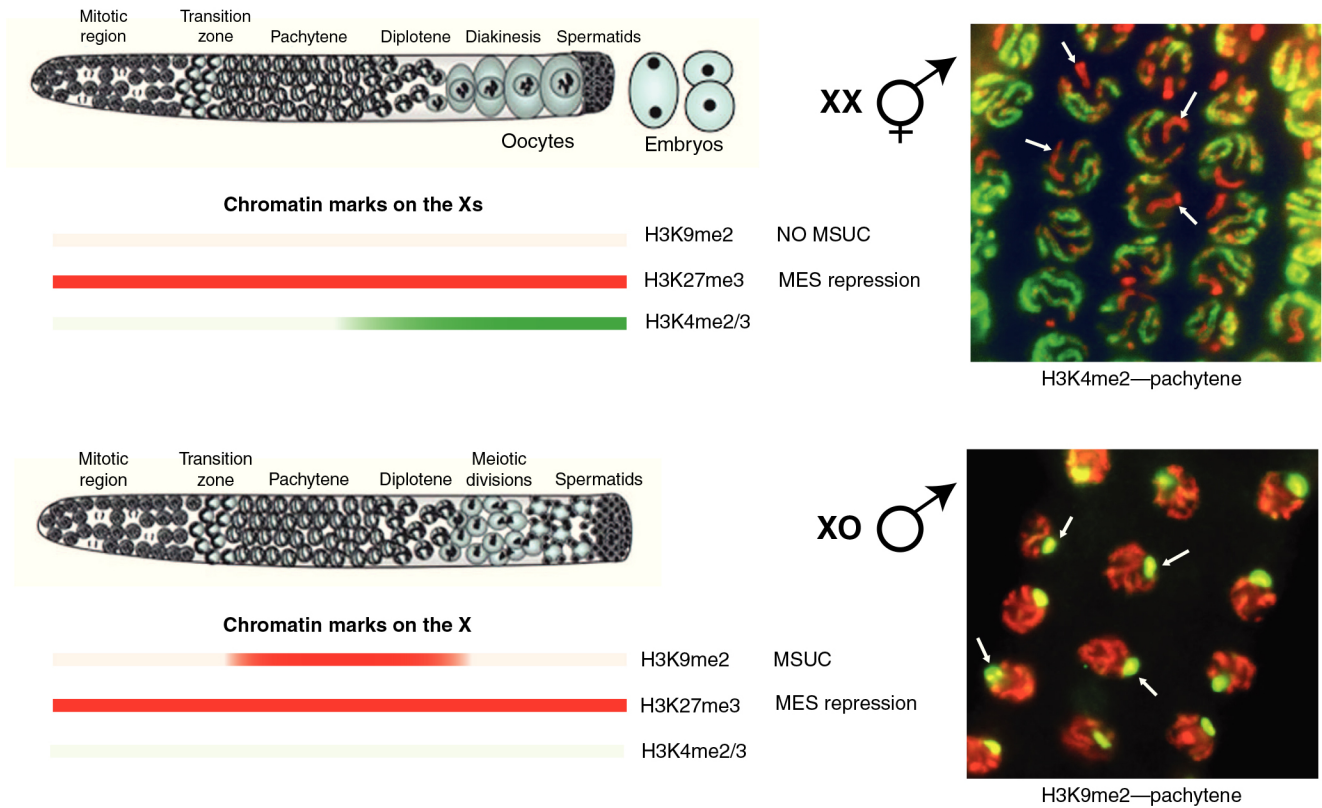 Mitotic
region
Transition
zone
Pachytene
Diplotene
Diakinesis
Spermatids
Oocytes
Embryos
XX
Chromatin marks on the Xs
H3K9me2
NO MSUC
H3K27me3
MES repression
H3K4me2/3
H3K4me2—pachytene
Mitotic
region
Transition
zone
Pachytene
Diplotene
Meiotic
divisions
Spermatids
XO
Chromatin marks on the X
H3K9me2
MSUC
H3K27me3
MES repression
H3K4me2/3
H3K9me2—pachytene